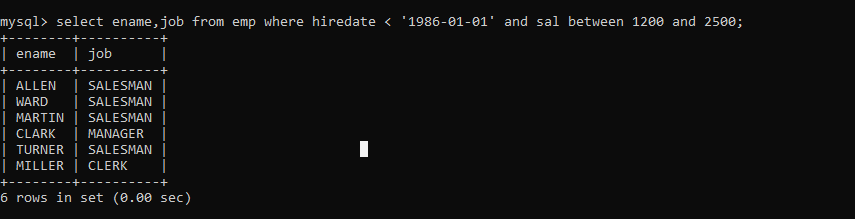 mysql> select ename,job from emp where hiredate < '1986-01-01' and sal between 1200 and 2500;
+--------+----------+
| ename  | job      |
+--------+----------+
| ALLEN  | SALESMAN |
| WARD   | SALESMAN |
| MARTIN | SALESMAN |
| CLARK  | MANAGER  |
| TURNER | SALESMAN |
| MILLER | CLERK    |
+--------+----------+
6 rows in set (0.00 sec)